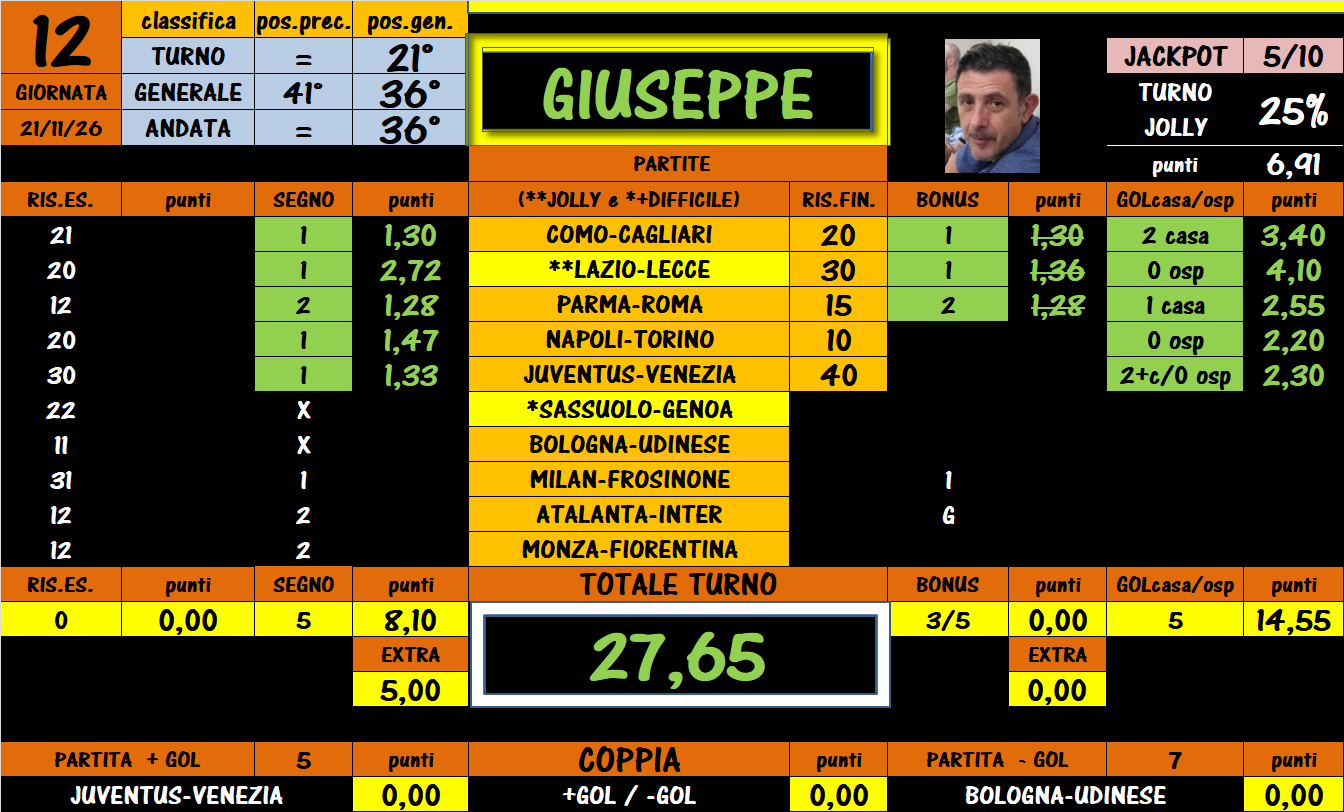 12 classifica pos.prec. pos.gen.
TURNO = 21° GIUSEPPE JACKPOT 5/10
GIORNATA GENERALE 41° 36° TURNO JOLLY 25%
21/11/26 ANDATA = 36°
PARTITE punti 6,91
RIS.ES. punti SEGNO punti (**JOLLY e *+DIFFICILE) RIS.FIN. BONUS punti GOLcasa/osp punti
21 1 1,30 COMO-CAGLIARI 20 1 1,30 2 casa 3,40
20 1 2,72 **LAZIO-LECCE 30 1 1,36 0 osp 4,10
12 2 1,28 PARMA-ROMA 15 2 1,28 1 casa 2,55
20 1 1,47 NAPOLI-TORINO 10 0 osp 2,20
30 1 1,33 JUVENTUS-VENEZIA 40 2+c/0 osp 2,30
22 X *SASSUOLO-GENOA
11 X BOLOGNA-UDINESE
31 1 MILAN-FROSINONE 1
12 2 ATALANTA-INTER G
12 2 MONZA-FIORENTINA
RIS.ES. punti SEGNO punti TOTALE TURNO BONUS punti GOLcasa/osp punti
0 0,00 5 8,10 27,65 3/5 0,00 5 14,55
EXTRA EXTRA
5,00 0,00
PARTITA + GOL 5 punti COPPIA punti PARTITA - GOL 7 punti
JUVENTUS-VENEZIA 0,00 +GOL / -GOL 0,00 BOLOGNA-UDINESE 0,00